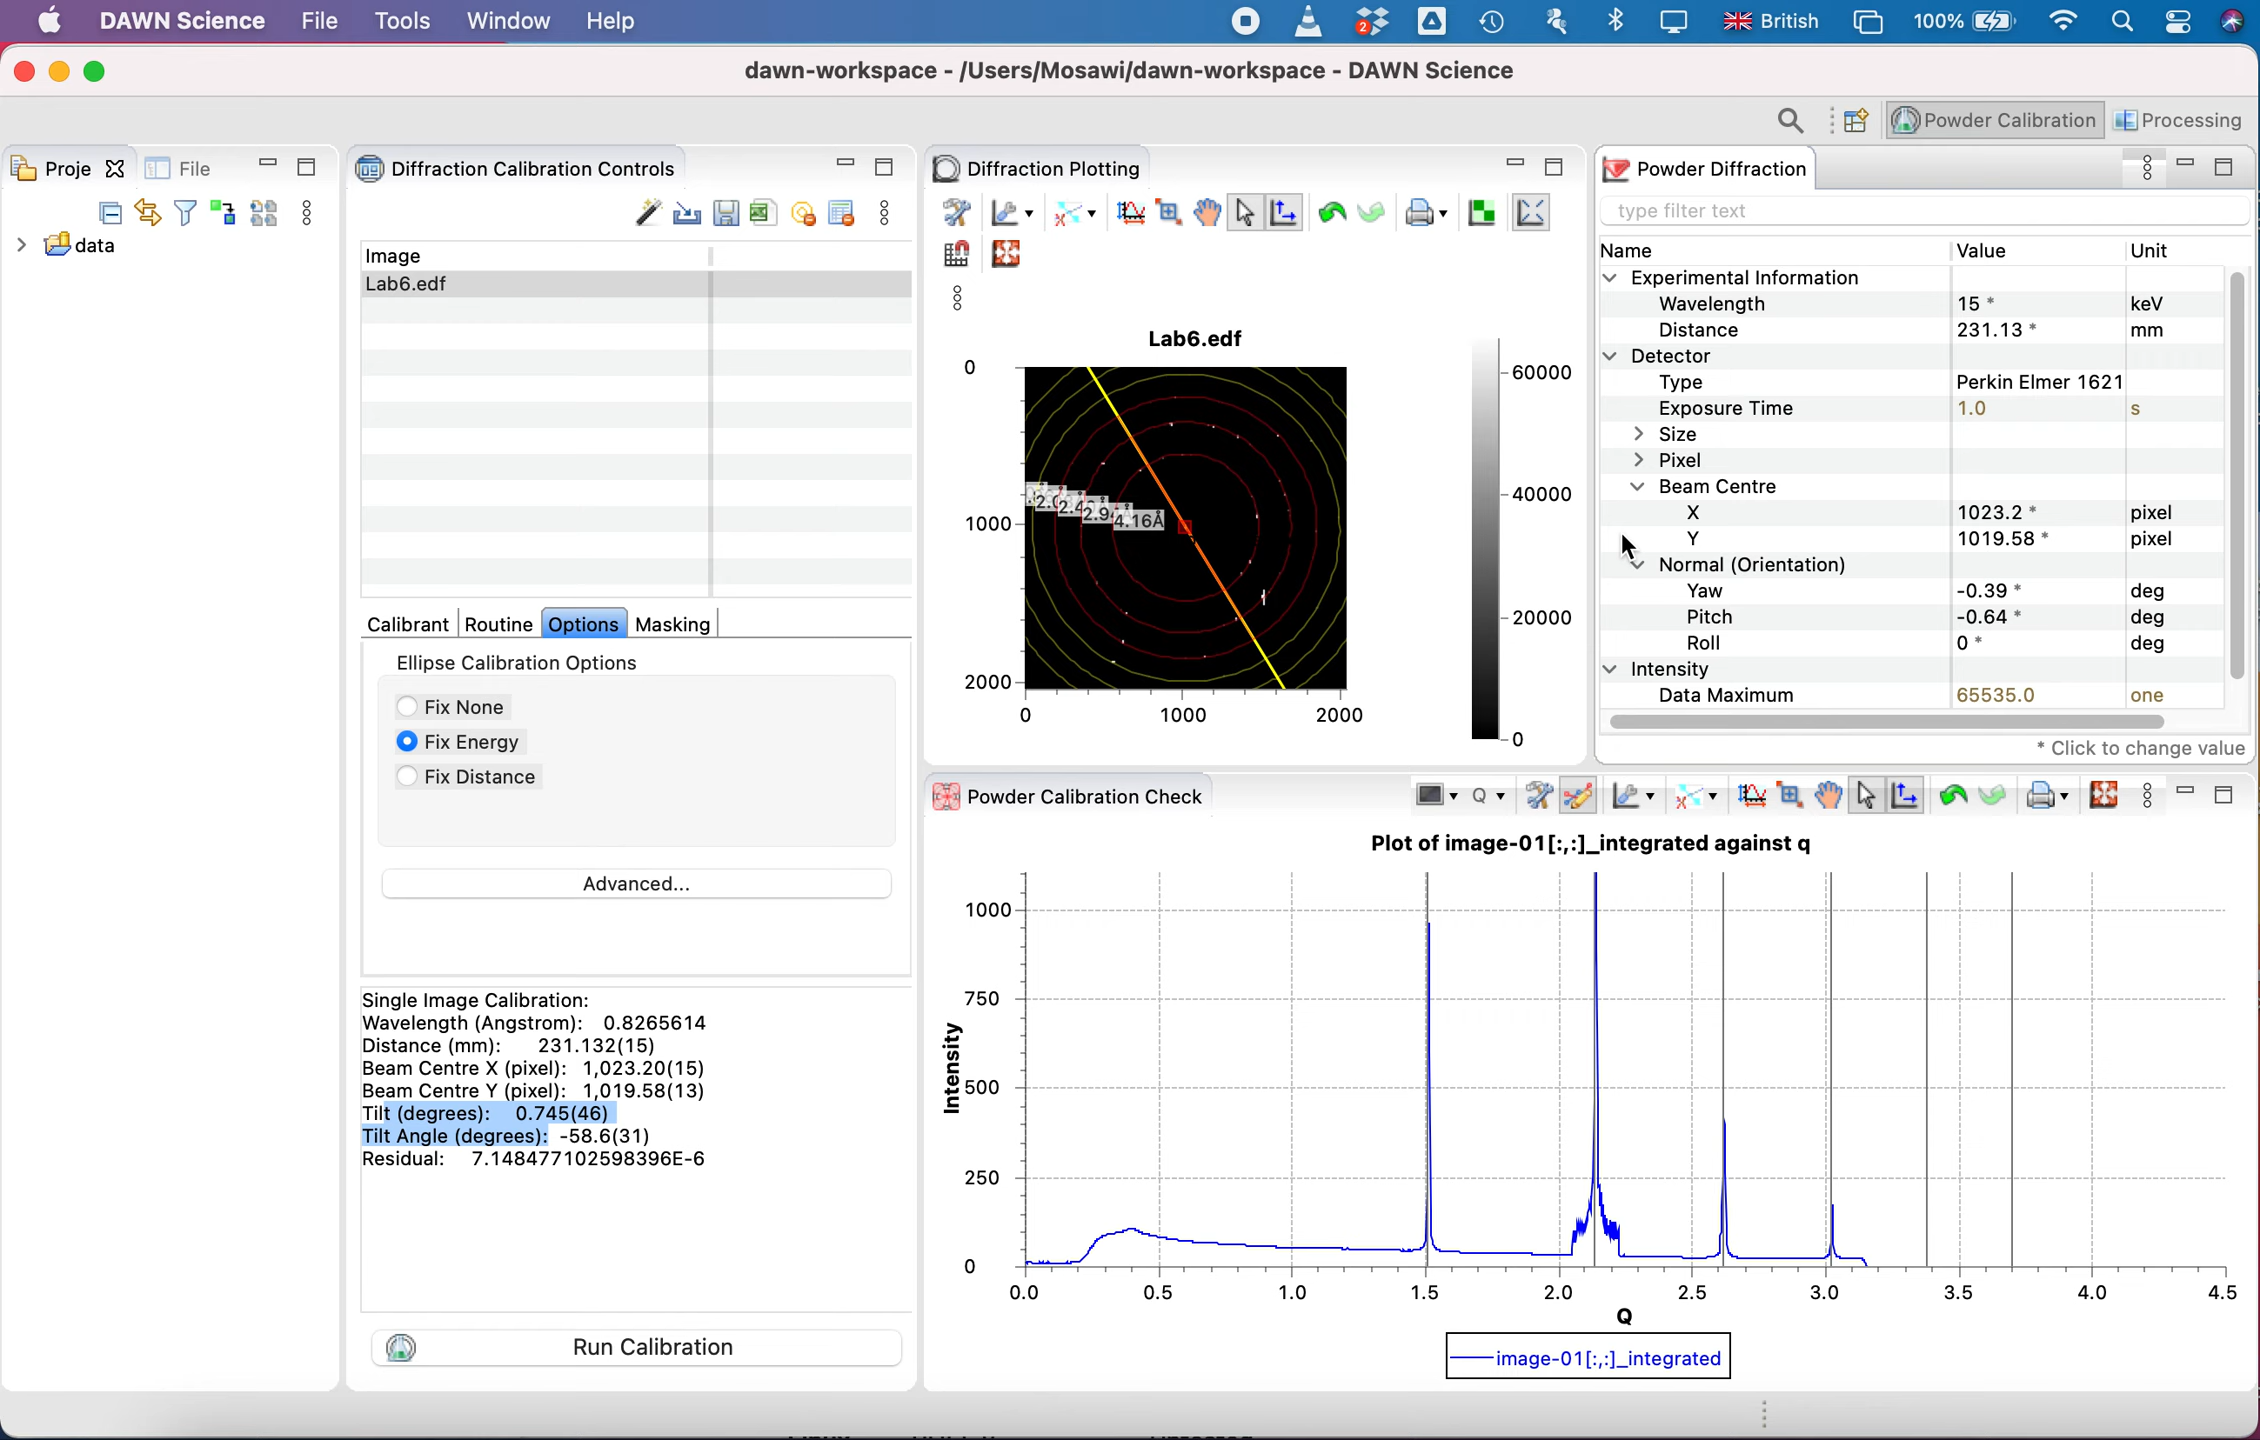 DAWN Science File Tools Window Help 2 British 100%
dawn-workspace - /Users/Mosawi/dawn-workspace - DAWN Science
Powder Calibration Processing
Proje File
data
Diffraction Calibration Controls
Image
Lab6.edf
Calibrant Routine Options Masking
Ellipse Calibration Options
Fix None
Fix Energy
Fix Distance
Advanced...
Single Image Calibration:
Wavelength (Angstrom): 0.8265614
Distance (mm): 231.132(15)
Beam Centre X (pixel): 1,023.20(15)
Beam Centre Y (pixel): 1,019.58(13)
Tilt (degrees): 0.745(46)
Tilt Angle (degrees): -58.6(31)
Residual: 7.148477102598396E-6
Run Calibration
Diffraction Plotting
Lab6.edf
0
1000
2000
0 1000 2000
2.94 4.16Å
60000
40000
20000
0
Powder Diffraction
type filter text
Name Value Unit
Experimental Information
Wavelength 15 * keV
Distance 231.13 * mm
Detector
Type Perkin Elmer 1621
Exposure Time 1.0 s
Size
Pixel
Beam Centre
X 1023.2 * pixel
Y 1019.58 * pixel
Normal (Orientation)
Yaw -0.39 * deg
Pitch -0.64 * deg
Roll 0 * deg
Intensity
Data Maximum 65535.0 one
* Click to change value
Powder Calibration Check
Q
Plot of image-01[:,:]_integrated against q
Intensity
1000
750
500
250
0
0.0 0.5 1.0 1.5 2.0 2.5 3.0 3.5 4.0 4.5
Q
image-01[:,:]_integrated